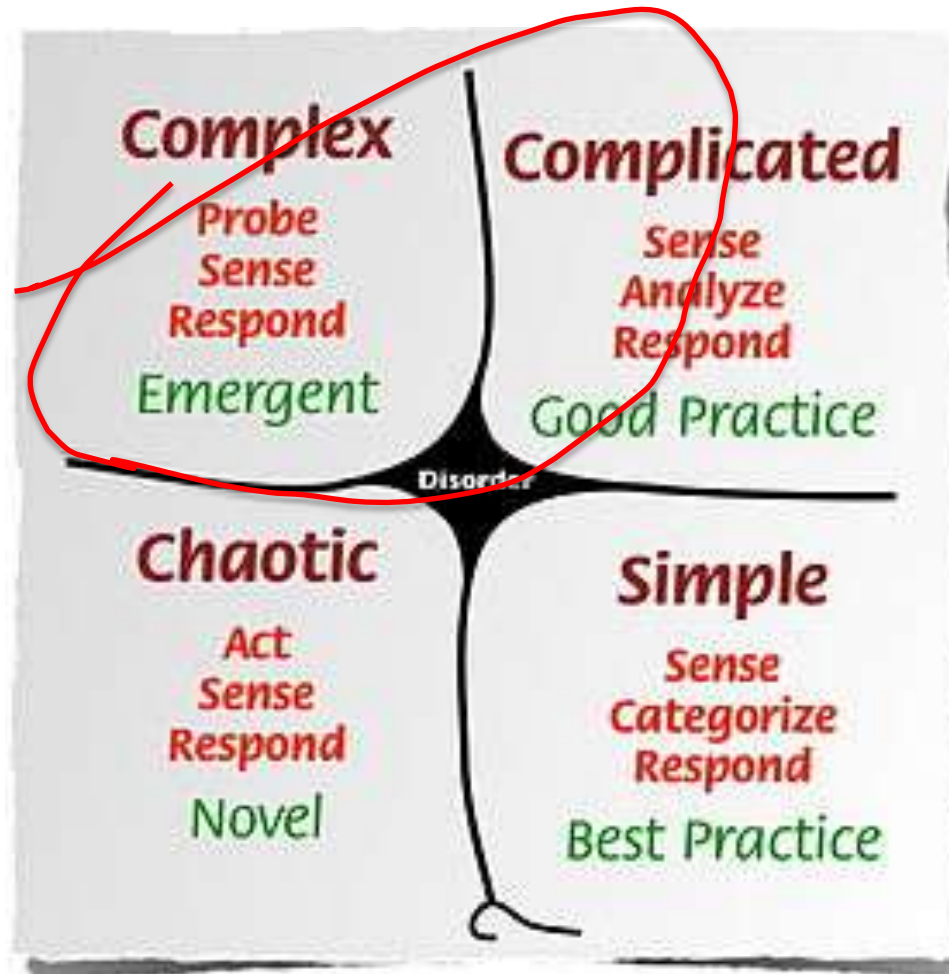 Complex
Probe
Sense
Respond
Emergent
Complicated
Sense
Analyze
Respond
Good Practice
Disorder
Chaotic
Act
Sense
Respond
Novel
Simple
Sense
Categorize
Respond
Best Practice